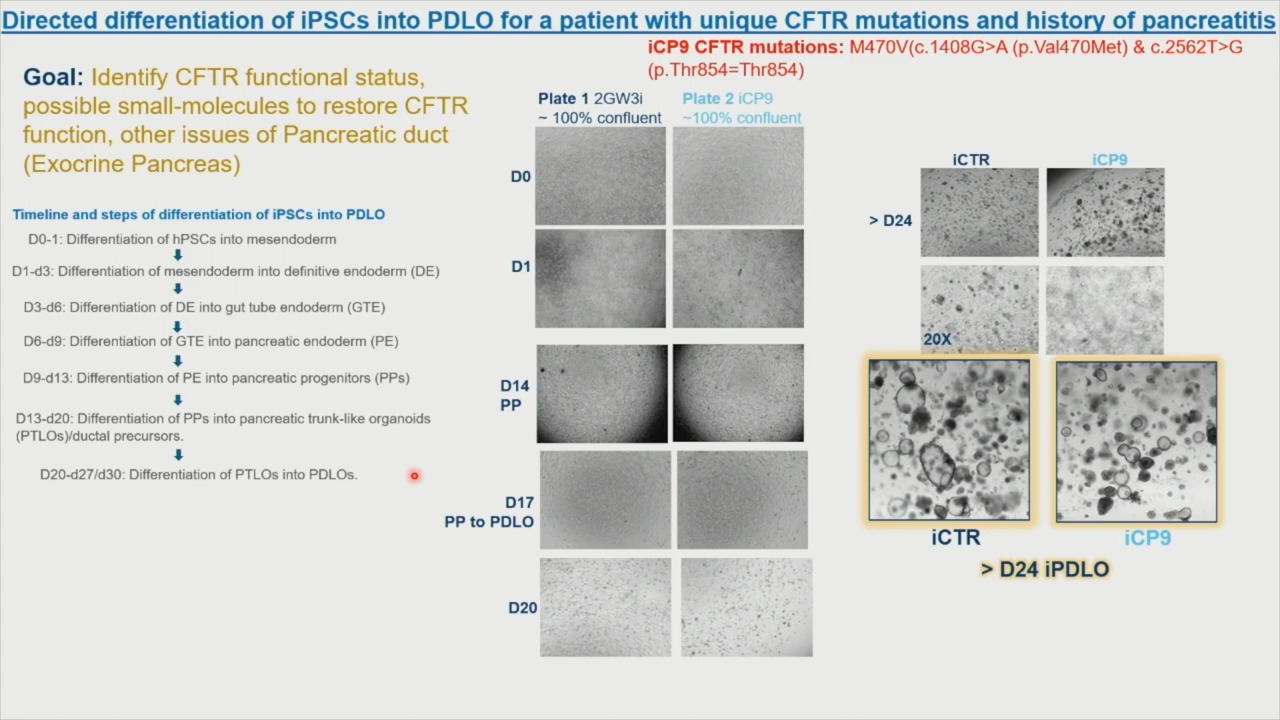 Directed differentiation of iPSCs into PDLO for a patient with unique CFTR mutations and history of pancreatitis
iCP9 CFTR mutations: M470V(c.1408G>A (p.Val470Met) & c.2562T>G
(p.Thr854=Thr854)
Goal: Identify CFTR functional status,
possible small-molecules to restore CFTR
function, other issues of Pancreatic duct
(Exocrine Pancreas)
Timeline and steps of differentiation of iPSCs into PDLO
D0-1: Differentiation of hPSCs into mesendoderm
D1-d3: Differentiation of mesendoderm into definitive endoderm (DE)
D3-d6: Differentiation of DE into gut tube endoderm (GTE)
D6-d9: Differentiation of GTE into pancreatic endoderm (PE)
D9-d13: Differentiation of PE into pancreatic progenitors (PPs)
D13-d20: Differentiation of PPs into pancreatic trunk-like organoids
(PTLOs)/ductal precursors.
D20-d27/d30: Differentiation of PTLOs into PDLOs.
Plate 1 2GW3i
~ 100% confluent
Plate 2 iCP9
~100% confluent
D0
D1
D14
PP
D17
PP to PDLO
D20
iCTR
iCP9
> D24
20X
iCTR
iCP9
> D24 iPDLO